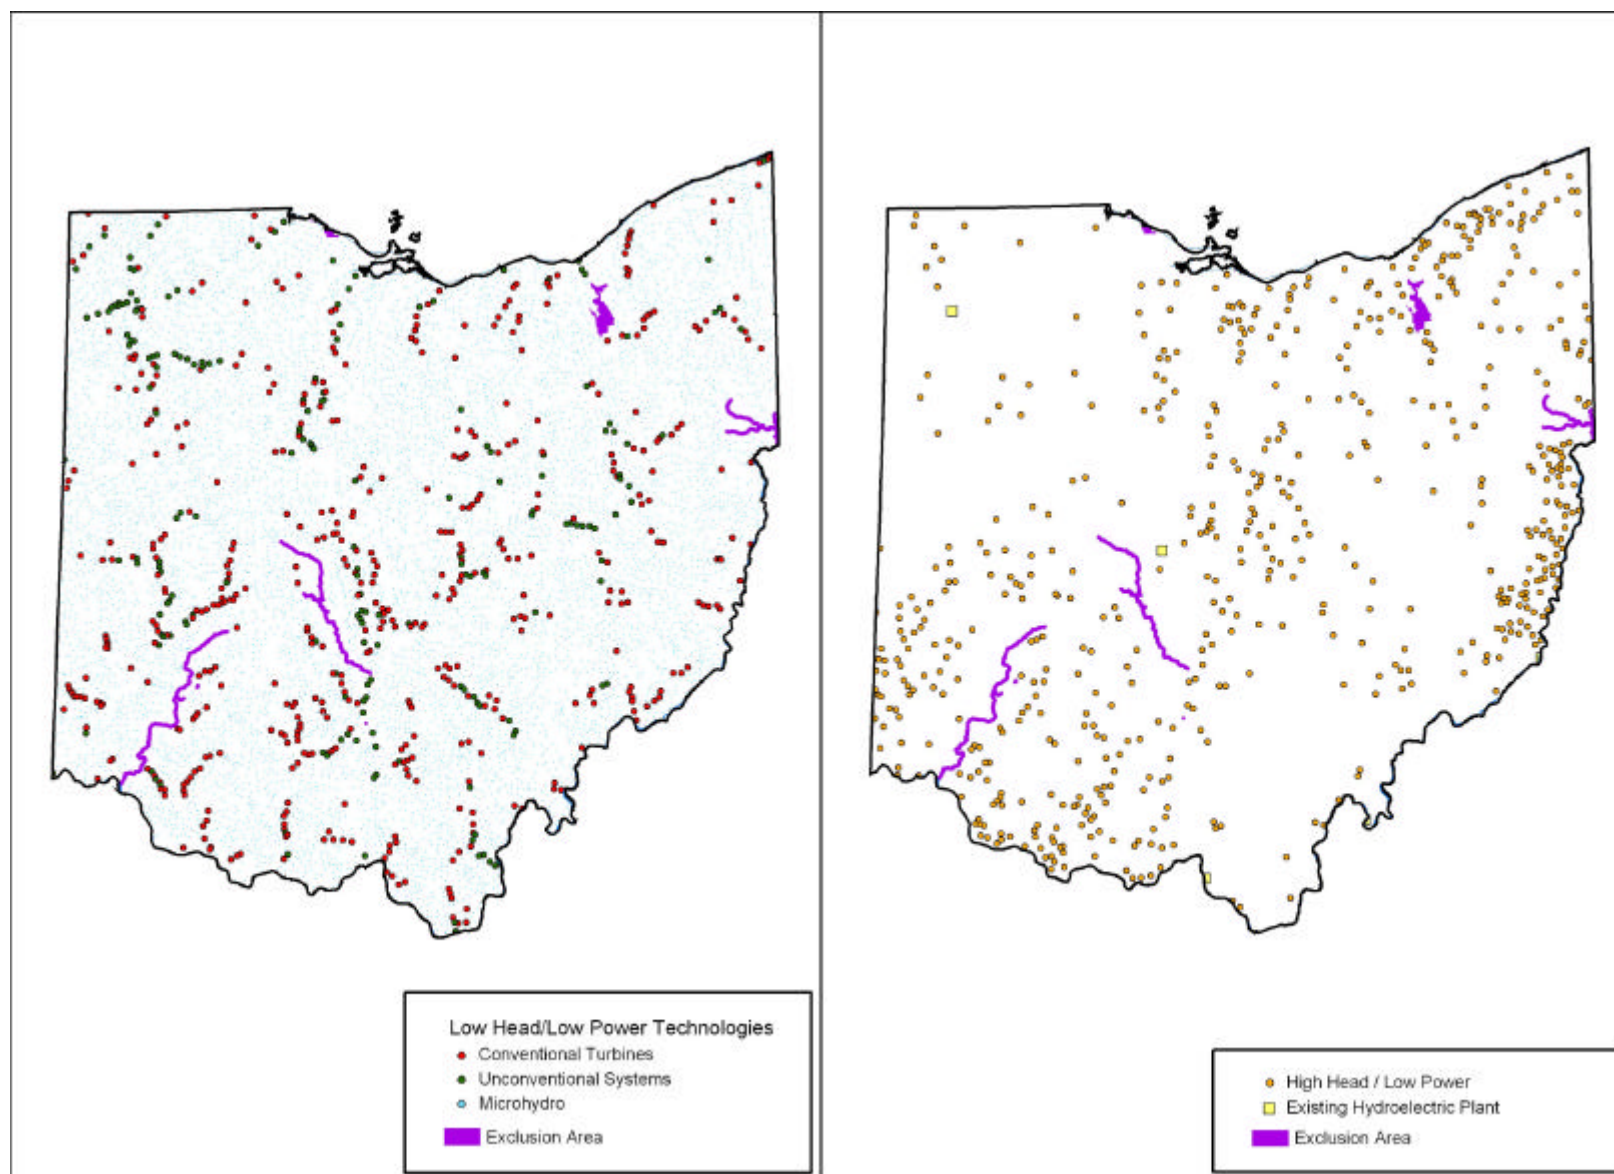 Low Head/Low Power Technologies
Conventional Turbines
Unconventional Systems
Microhydro
Exclusion Area
High Head / Low Power
Existing Hydroelectric Plant
Exclusion Area